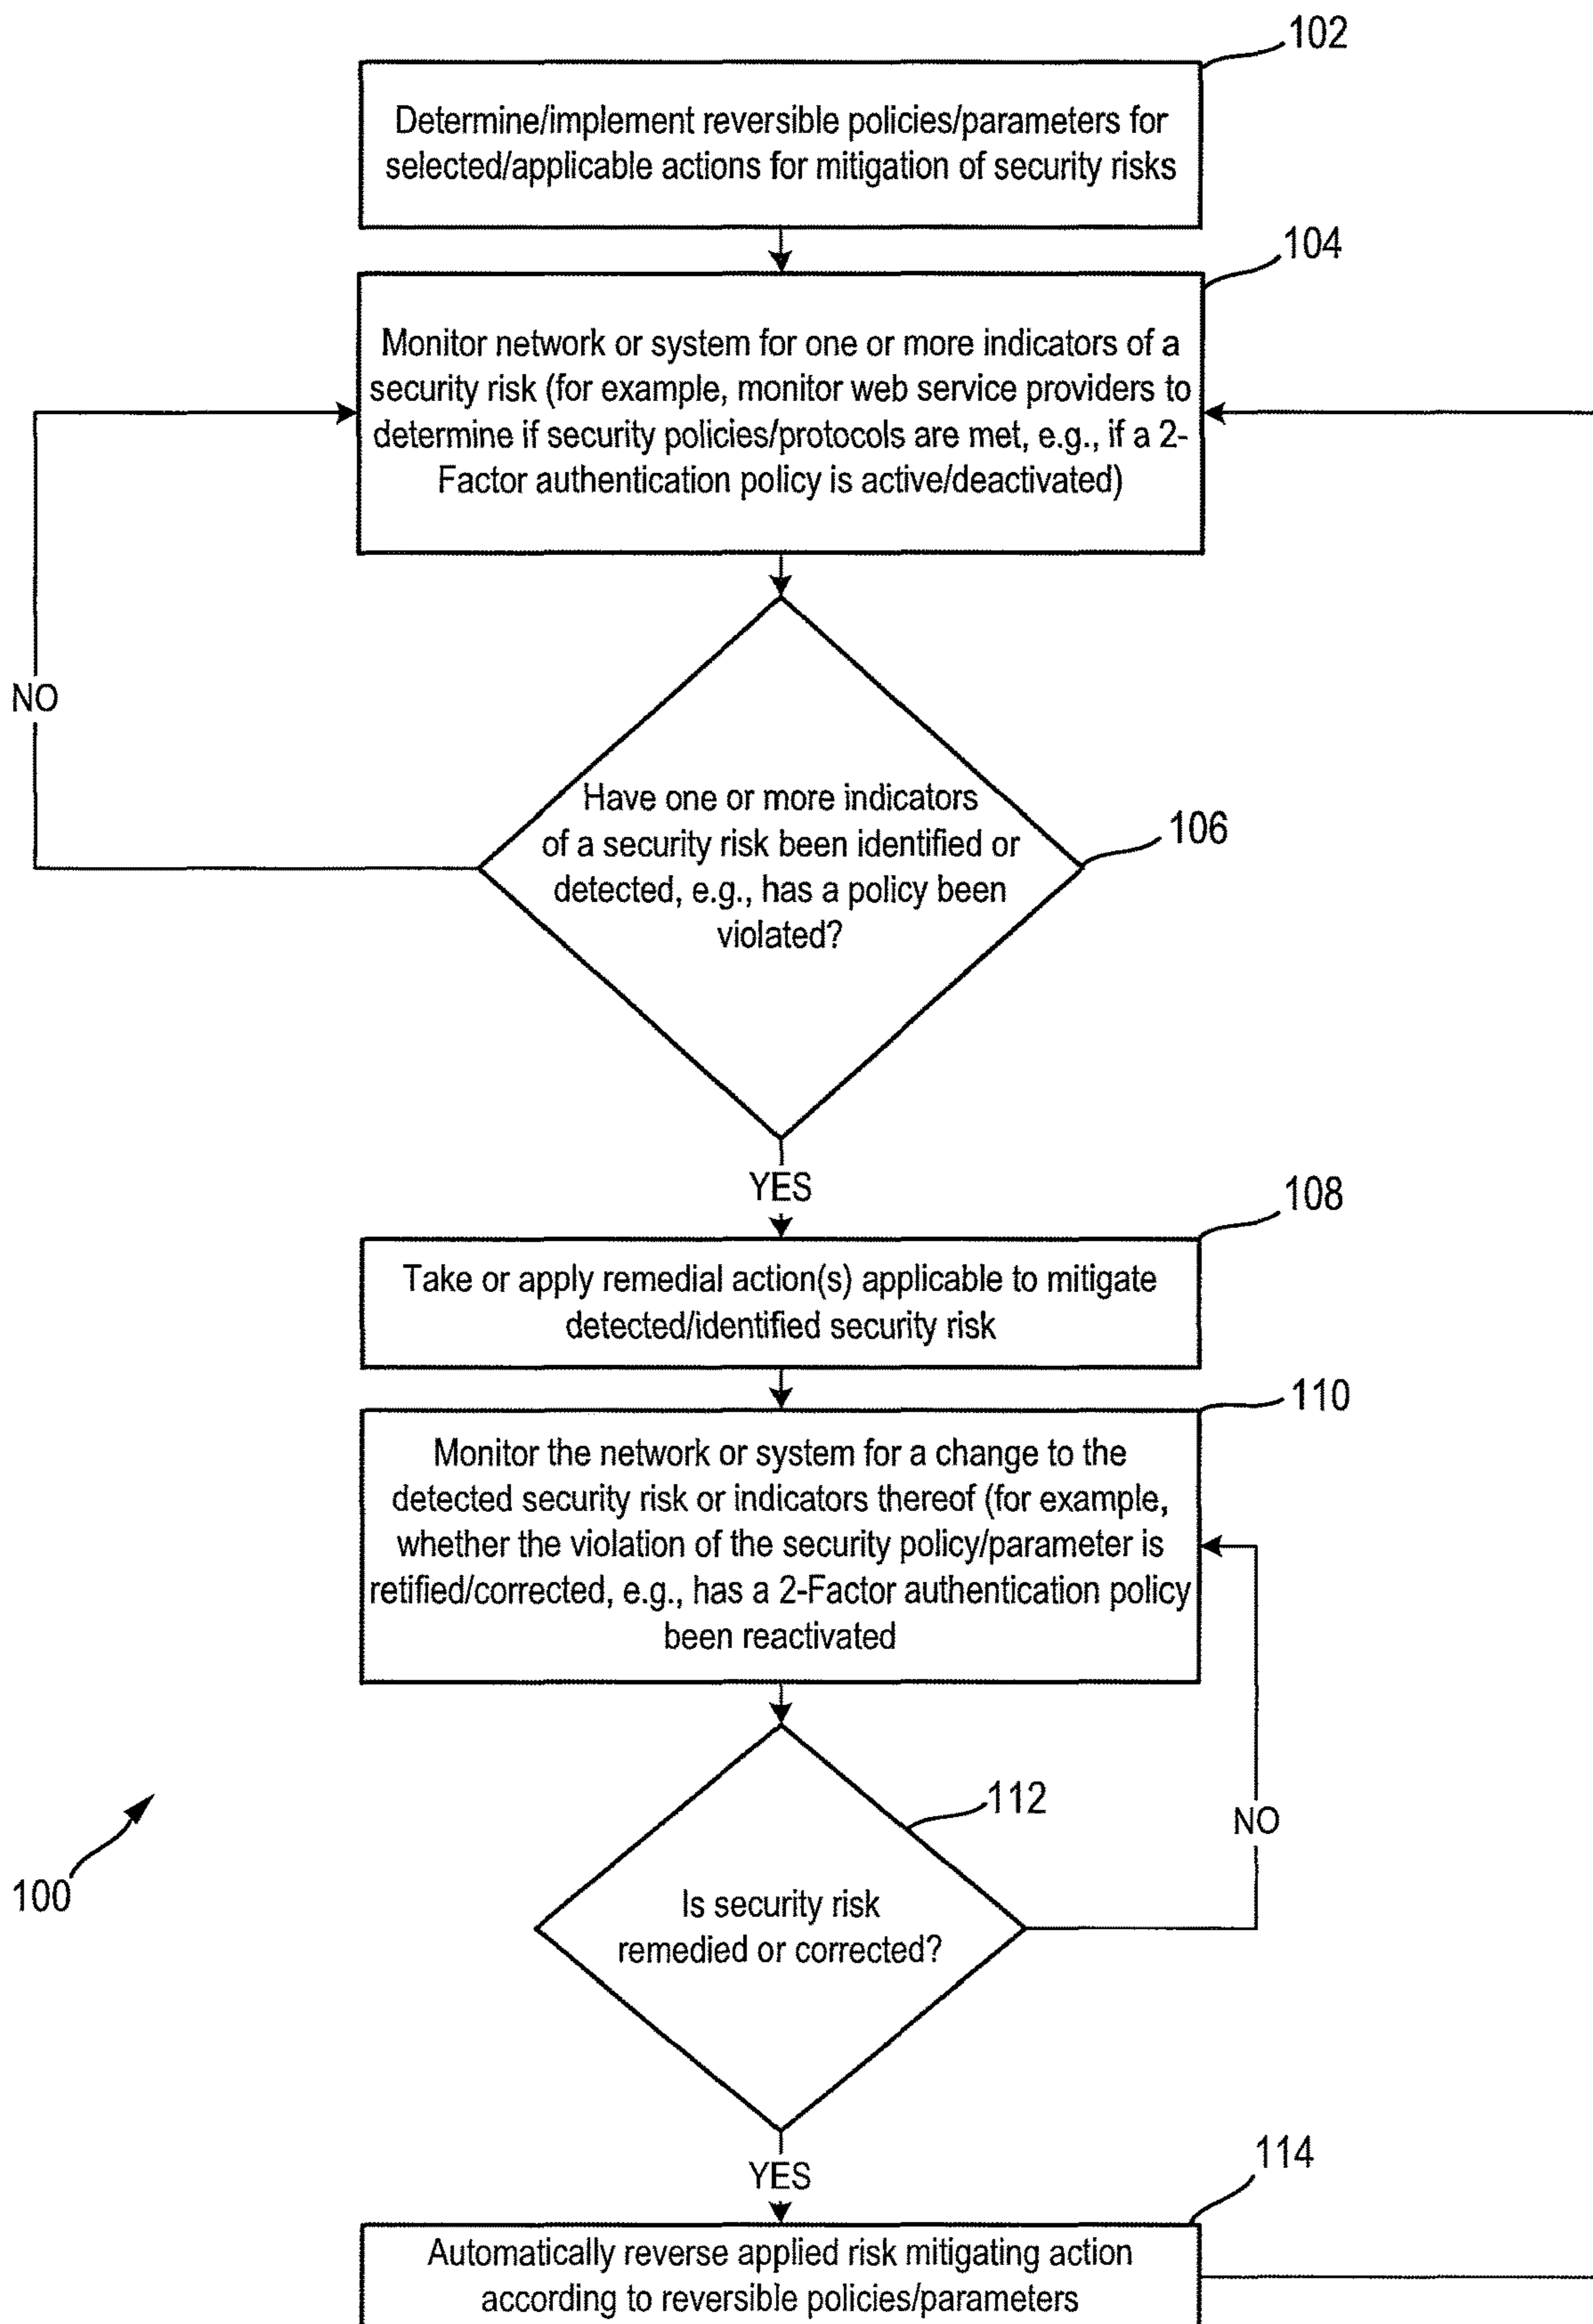 102
Determine/implement reversible policies/parameters for
selected/applicable actions for mitigation of security risks
104
Monitor network or system for one or more indicators of a
security risk (for example, monitor web service providers to
determine if security policies/protocols are met, e.g., if a 2-
Factor authentication policy is active/deactivated)
NO
Have one or more indicators
of a security risk been identified or
detected, e.g., has a policy been
violated?
106
YES
108
Take or apply remedial action(s) applicable to mitigate
detected/identified security risk
110
Monitor the network or system for a change to the
detected security risk or indicators thereof (for example,
whether the violation of the security policy/parameter is
retified/corrected, e.g., has a 2-Factor authentication policy
been reactivated
112
NO
100
Is security risk
remedied or corrected?
YES
114
Automatically reverse applied risk mitigating action
according to reversible policies/parameters